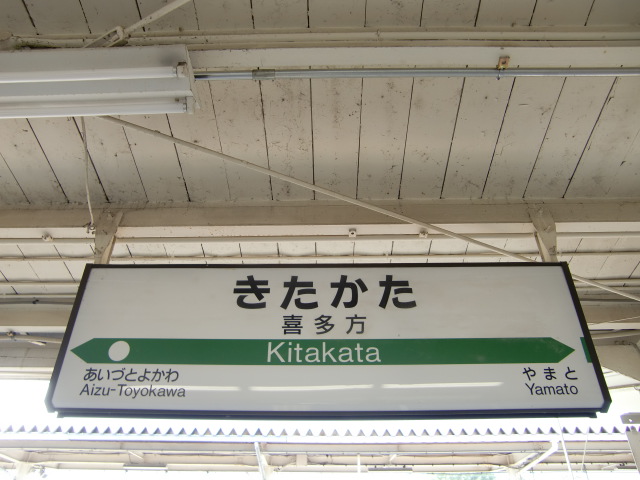 きたかた
喜多方
Kitakata
あいづとよかわ
Aizu-Toyokawa
やまと
Yamato